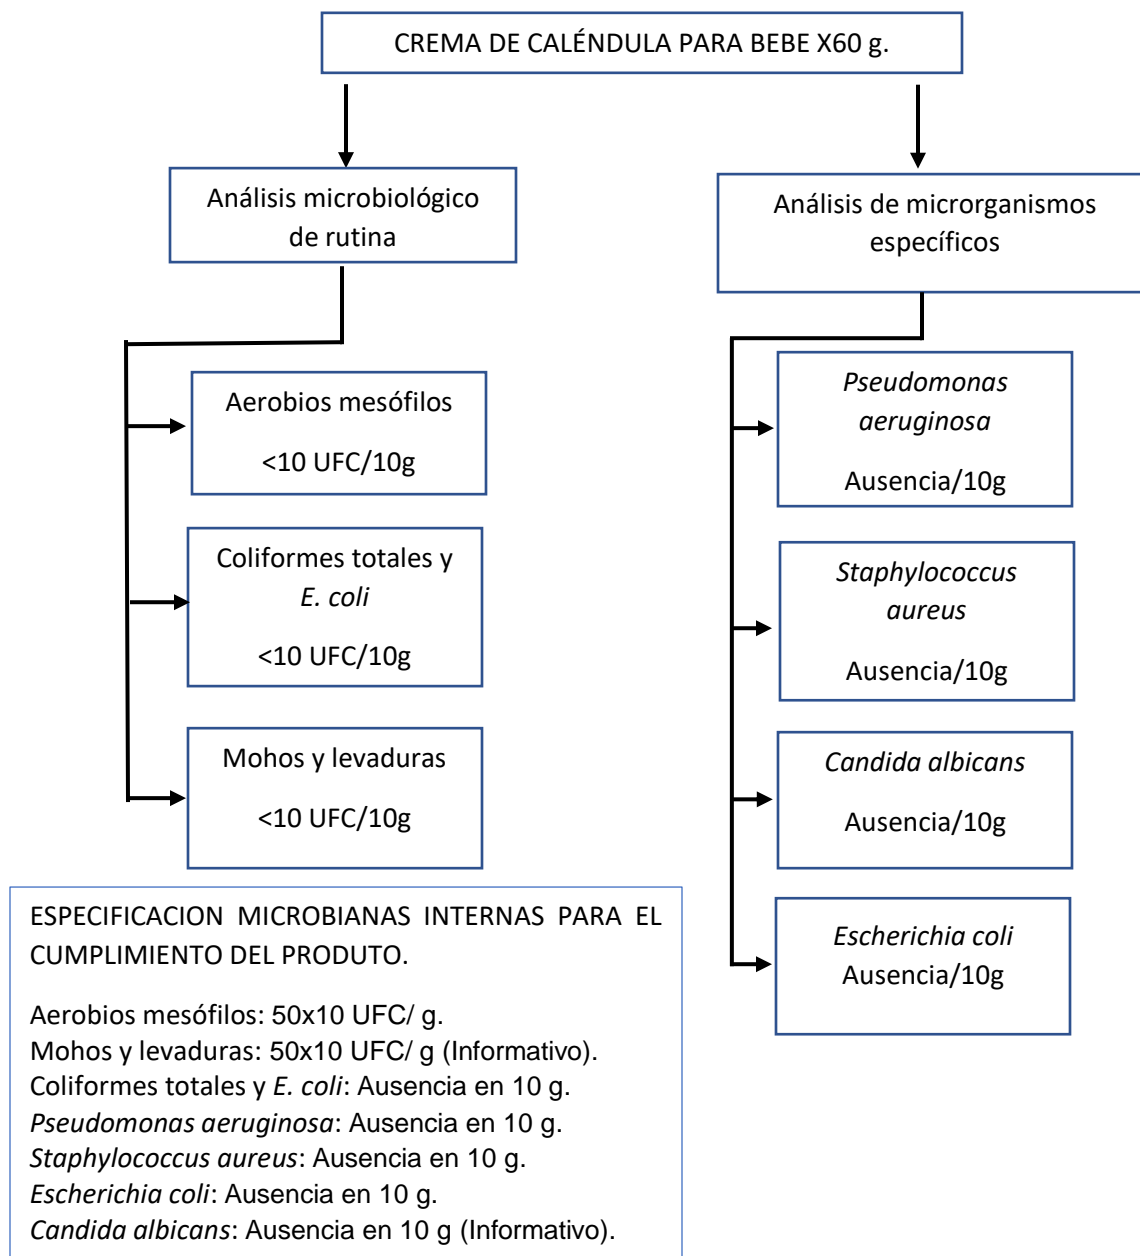 CREMA DE CALÉNDULA PARA BEBE X60 g.
Análisis microbiológico
de rutina
Aerobios mesófilos
<10 UFC/10g
Coliformes totales y
E. coli
<10 UFC/10g
Mohos y levaduras
<10 UFC/10g
Análisis de microrganismos
específicos
Pseudomonas
aeruginosa
Ausencia/10g
Staphylococcus
aureus
Ausencia/10g
Candida albicans
Ausencia/10g
Escherichia coli
Ausencia/10g
ESPECIFICACION MICROBIANAS INTERNAS PARA EL
CUMPLIMIENTO DEL PRODUTO.
Aerobios mesófilos: 50x10 UFC/ g.
Mohos y levaduras: 50x10 UFC/ g (Informativo).
Coliformes totales y E. coli: Ausencia en 10 g.
Pseudomonas aeruginosa: Ausencia en 10 g.
Staphylococcus aureus: Ausencia en 10 g.
Escherichia coli: Ausencia en 10 g.
Candida albicans: Ausencia en 10 g (Informativo).